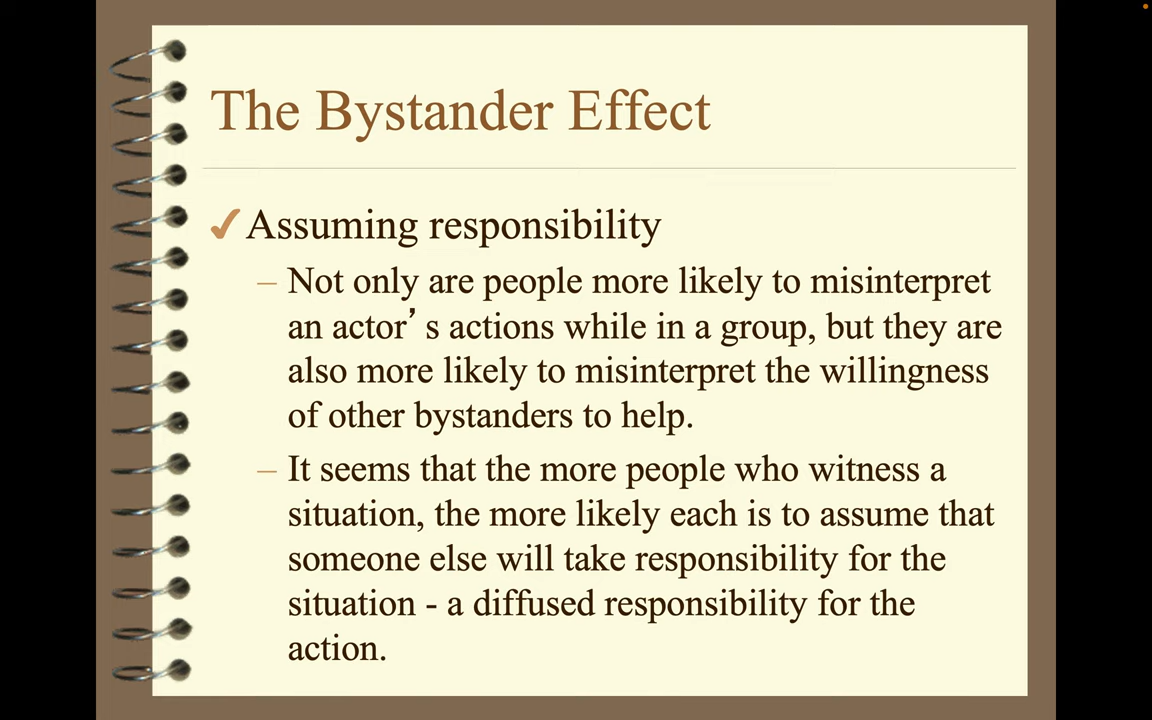 The Bystander Effect
✓Assuming responsibility
– Not only are people more likely to misinterpret
an actor’s actions while in a group, but they are
also more likely to misinterpret the willingness
of other bystanders to help.
– It seems that the more people who witness a
situation, the more likely each is to assume that
someone else will take responsibility for the
situation - a diffused responsibility for the
action.